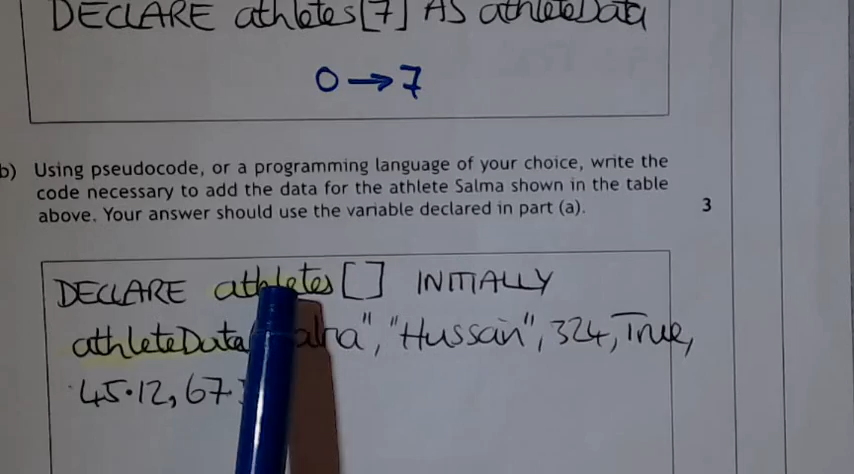 DECLARE athletes[7] AS athleteData
0 → 7
b) Using pseudocode, or a programming language of your choice, write the
code necessary to add the data for the athlete Salma shown in the table
above. Your answer should use the variable declared in part (a).
3
DECLARE athletes[] INITIALLY
athleteData "Hussain", 324, True,
45.12, 67.